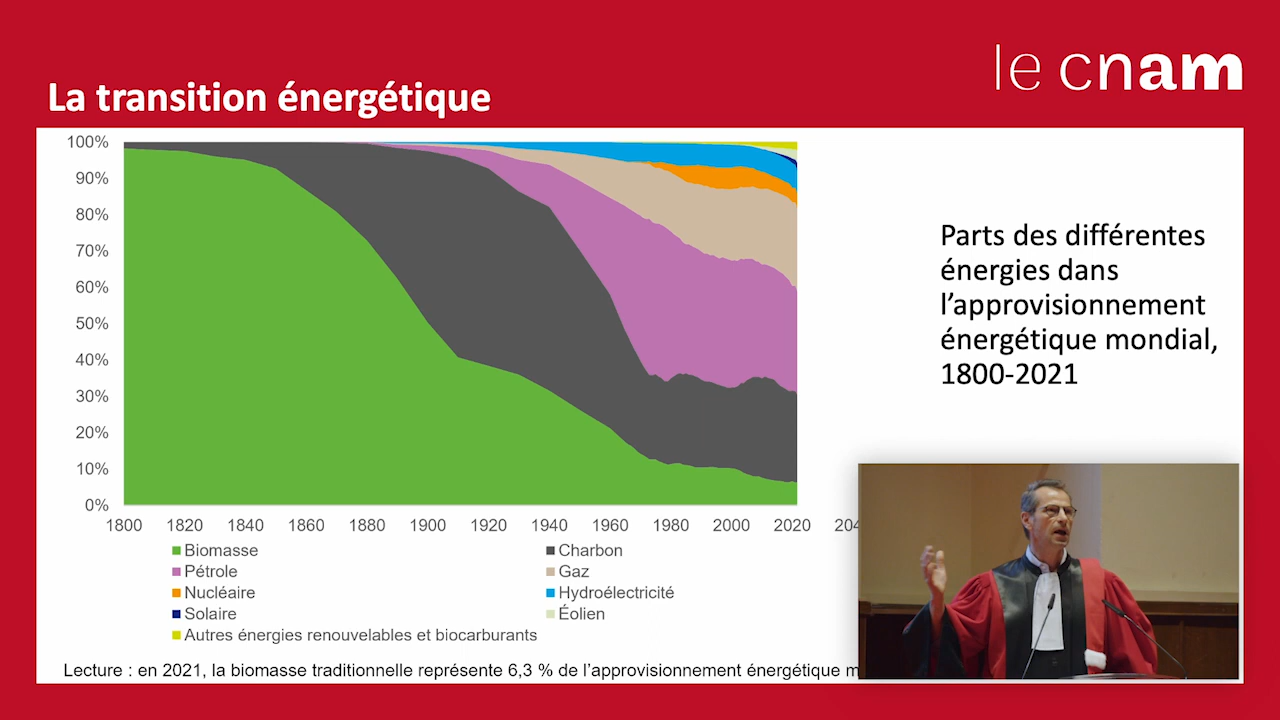 le cnam
La transition énergétique
100%
90%
80%
70%
60%
50%
40%
30%
20%
10%
0%
1800 1820 1840 1860 1880 1900 1920 1940 1960 1980 2000 2020
Parts des différentes
énergies dans
l’approvisionnement
énergétique mondial,
1800-2021
Biomasse
Charbon
Pétrole
Gaz
Nucléaire
Hydroélectricité
Solaire
Éolien
Autres énergies renouvelables et biocarburants
Lecture : en 2021, la biomasse traditionnelle représente 6,3 % de l’approvisionnement énergétique